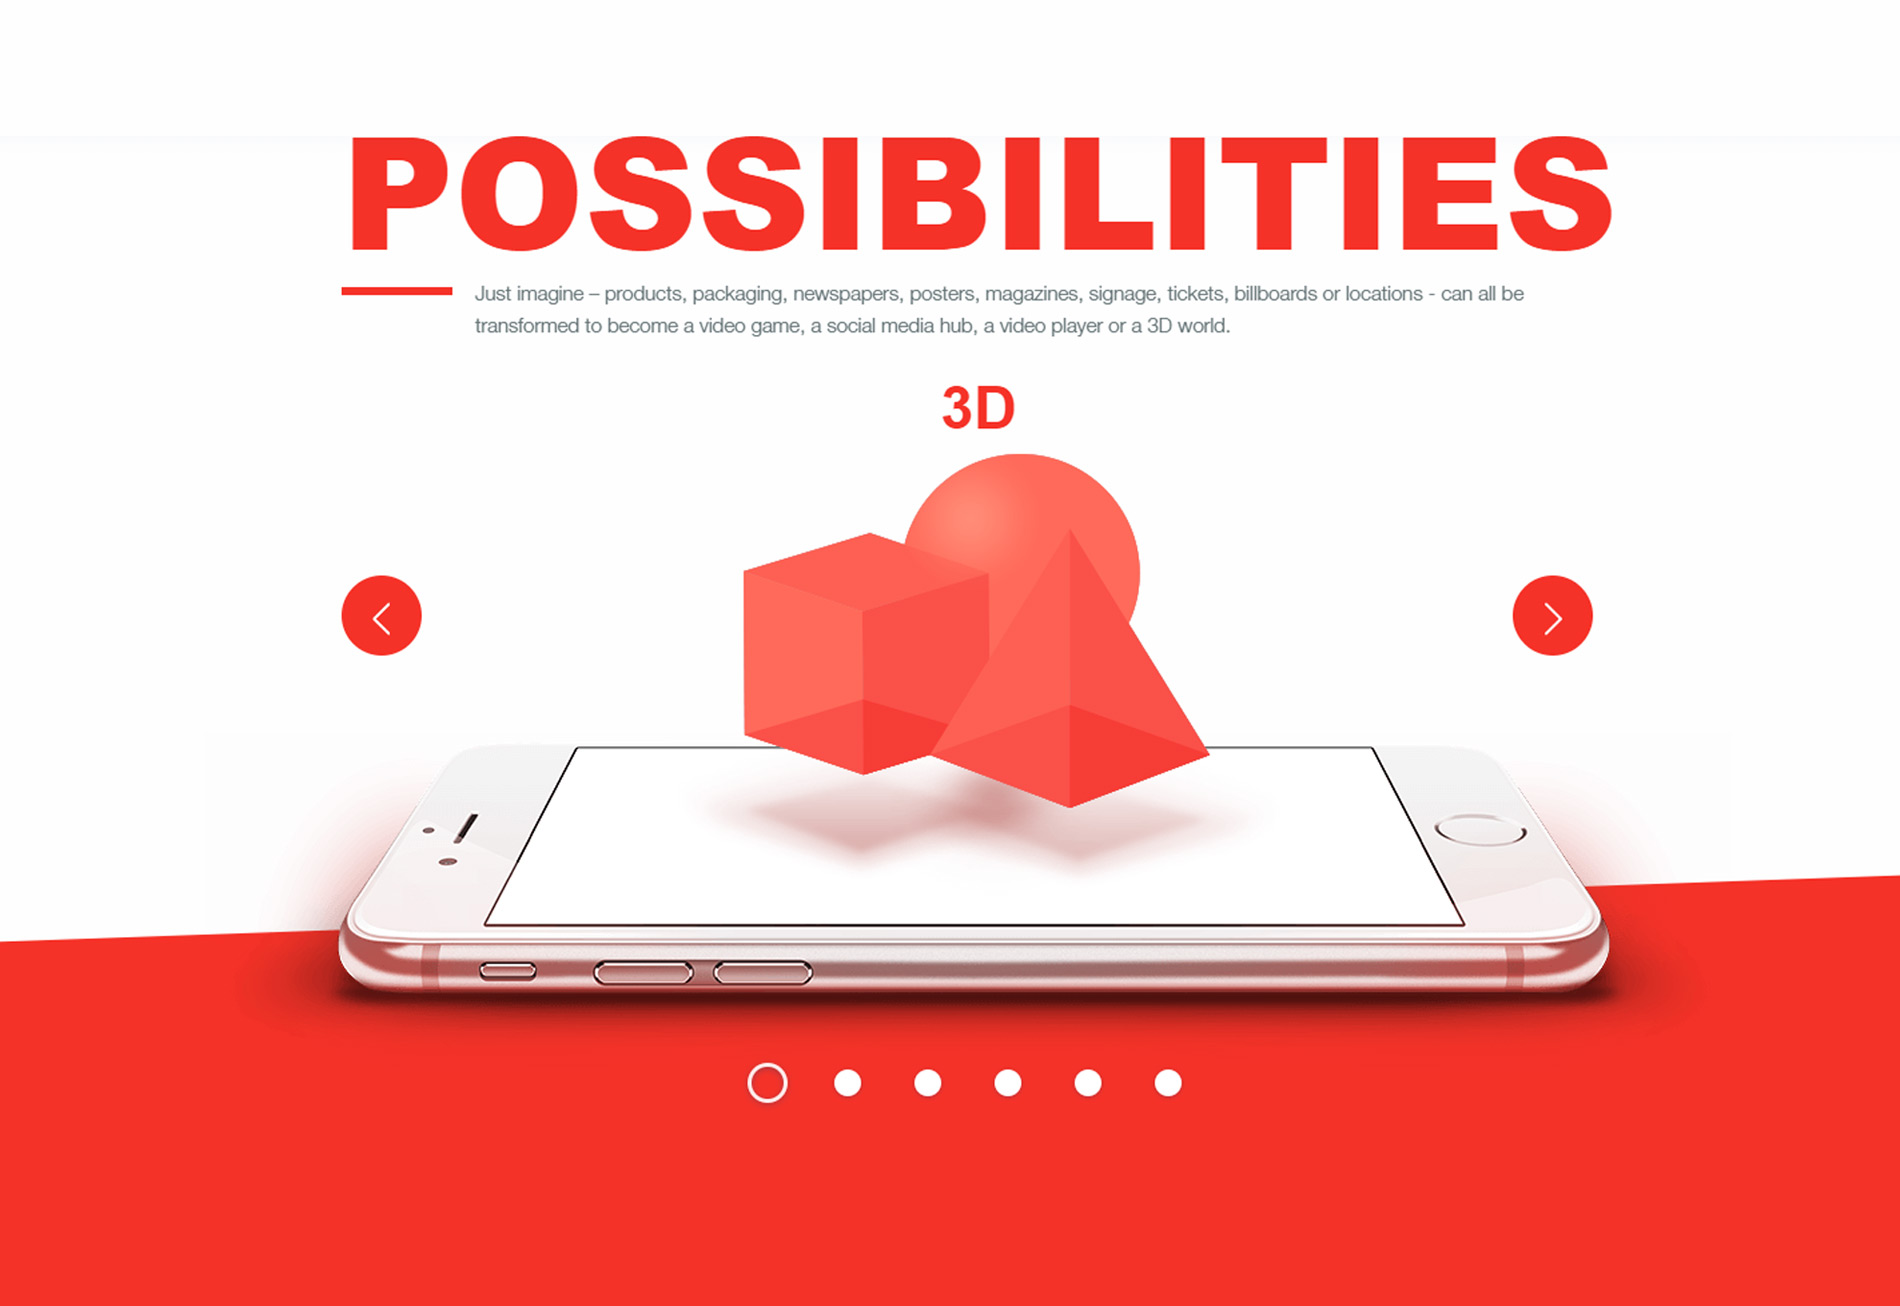 POSSIBILITIES
Just imagine – products, packaging, newspapers, posters, magazines, signage, tickets, billboards or locations - can all be
transformed to become a video game, a social media hub, a video player or a 3D world.
3D